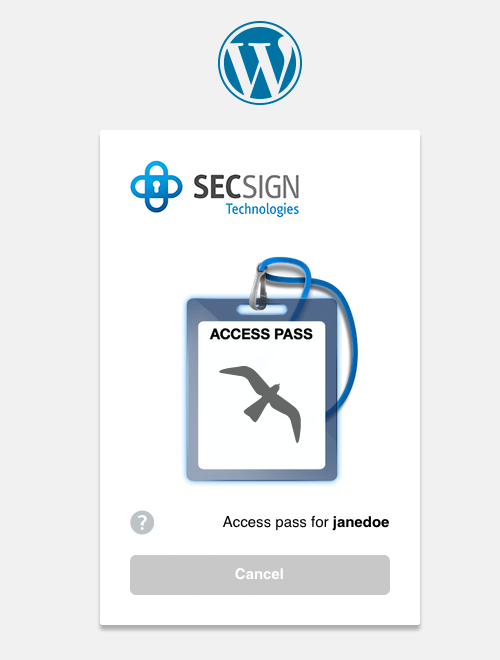 SECSIGN
Technologies
ACCESS PASS
?
Access pass for janedoe
Cancel